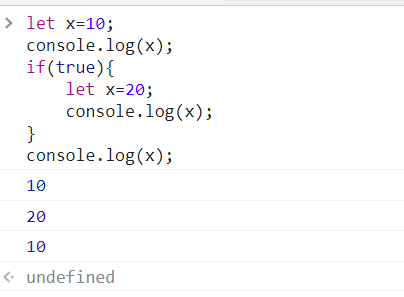 let x=10;
console.log(x);
if(true){
    let x=20;
    console.log(x);
}
console.log(x);
10
20
10
undefined